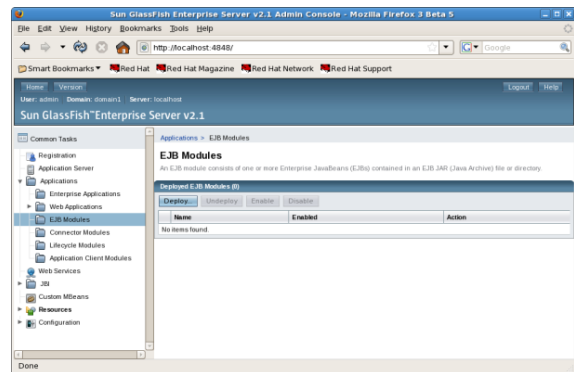 Sun GlassFish Enterprise Server v2.1 Admin Console - Mozilla Firefox 3 Beta 5
File Edit View History Bookmarks Tools Help
http://localhost:4848/
Google
Smart Bookmarks Red Hat Red Hat Magazine Red Hat Network Red Hat Support
Home Version Logout Help
User: admin Domain: domain1 Server: localhost
Sun GlassFish™ Enterprise Server v2.1
Common Tasks
Registration
Application Server
Applications
Enterprise Applications
Web Applications
EJB Modules
Connector Modules
Lifecycle Modules
Application Client Modules
Web Services
JBI
Custom MBeans
Resources
Configuration
Applications > EJB Modules
EJB Modules
An EJB module consists of one or more Enterprise JavaBeans (EJBs) contained in an EJB JAR (Java Archive) file or directory.
Deployed EJB Modules (0)
Deploy... Undeploy Enable Disable
Name Enabled Action
No items found.
Done